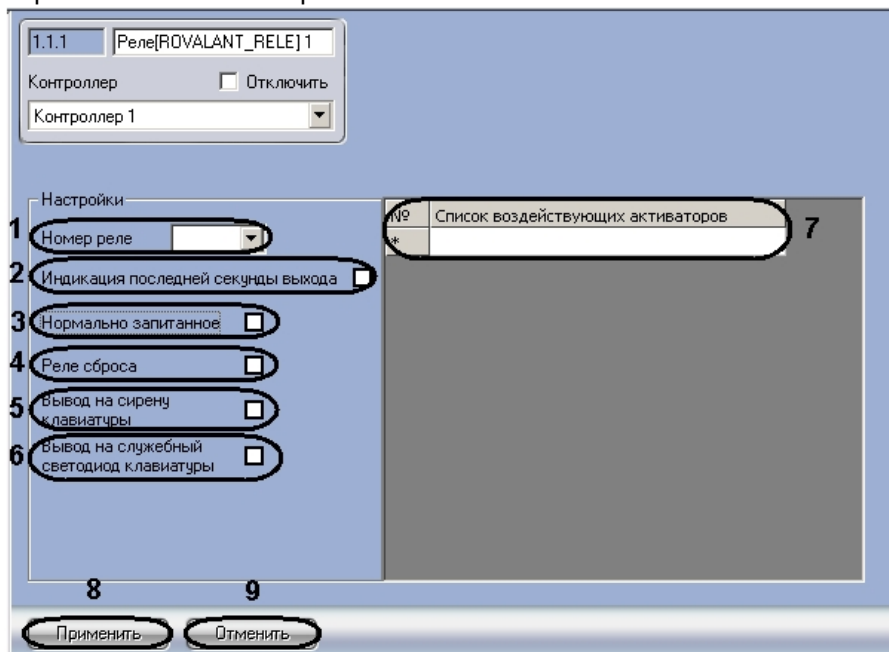 1.1.1 Реле[ROVALANT_RELE] 1
Контроллер Отключить
Контроллер 1
Настройки
1 Номер реле
2 Индикация последней секунды выхода
3 Нормально запитанное
4 Реле сброса
5 Вывод на сирену
клавиатуры
6 Вывод на служебный
светодиод клавиатуры
№ Список воздействующих активаторов 7
*
8 9
Применить Отменить